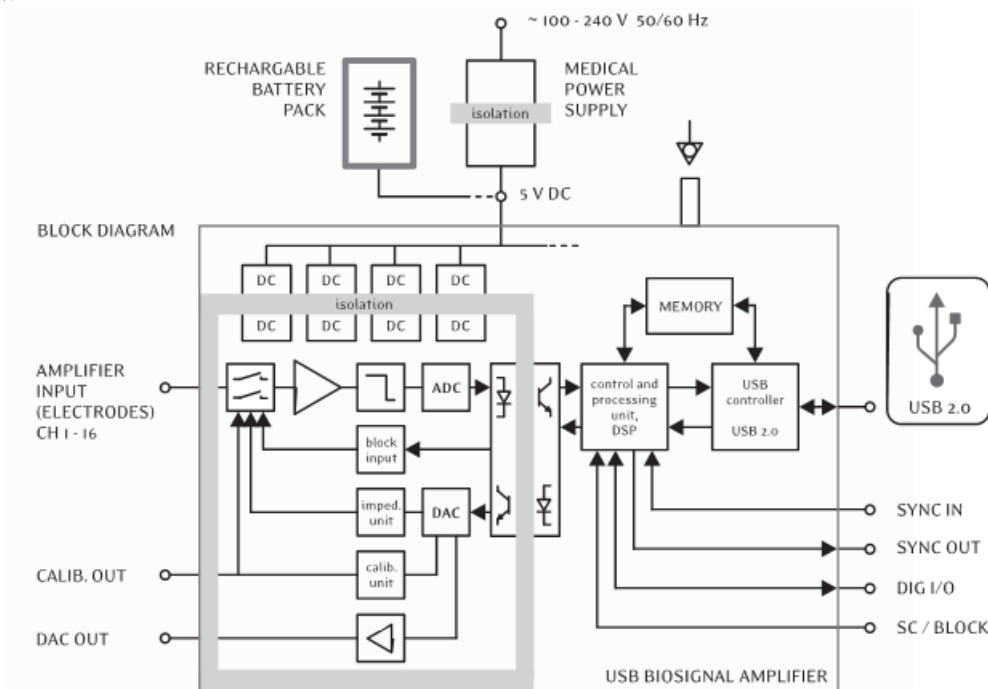 ~ 100 - 240 V 50/60 Hz
RECHARGABLE
BATTERY
PACK
isolation
MEDICAL
POWER
SUPPLY
5 V DC
BLOCK DIAGRAM
DC DC DC DC
isolation
DC DC DC DC
MEMORY
AMPLIFIER
INPUT
(ELECTRODES)
CH 1 - 16
ADC
control and
processing
unit,
DSP
USB
controller
USB 2.0
USB 2.0
block
input
imped.
unit
DAC
SYNC IN
SYNC OUT
CALIB. OUT
calib.
unit
DIG I/O
DAC OUT
SC / BLOCK
USB BIOSIGNAL AMPLIFIER